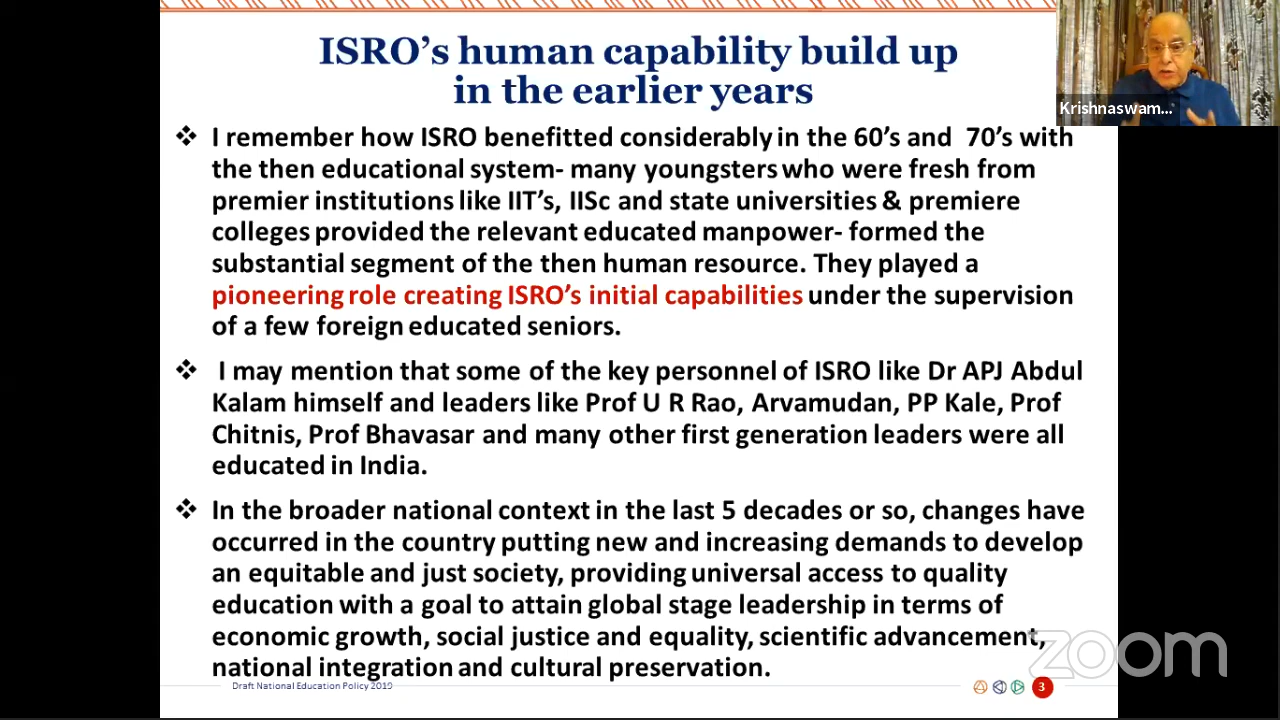 ISRO’s human capability build up
in the earlier years
❖ I remember how ISRO benefitted considerably in the 60’s and 70’s with
the then educational system- many youngsters who were fresh from
premier institutions like IIT’s, IISc and state universities & premiere
colleges provided the relevant educated manpower- formed the
substantial segment of the then human resource. They played a
pioneering role creating ISRO’s initial capabilities under the supervision
of a few foreign educated seniors.
❖ I may mention that some of the key personnel of ISRO like Dr APJ Abdul
Kalam himself and leaders like Prof U R Rao, Arvamudan, PP Kale, Prof
Chitnis, Prof Bhavasar and many other first generation leaders were all
educated in India.
❖ In the broader national context in the last 5 decades or so, changes have
occurred in the country putting new and increasing demands to develop
an equitable and just society, providing universal access to quality
education with a goal to attain global stage leadership in terms of
economic growth, social justice and equality, scientific advancement,
national integration and cultural preservation.
Draft National Education Policy 2019
3
Krishnaswam...
zoom